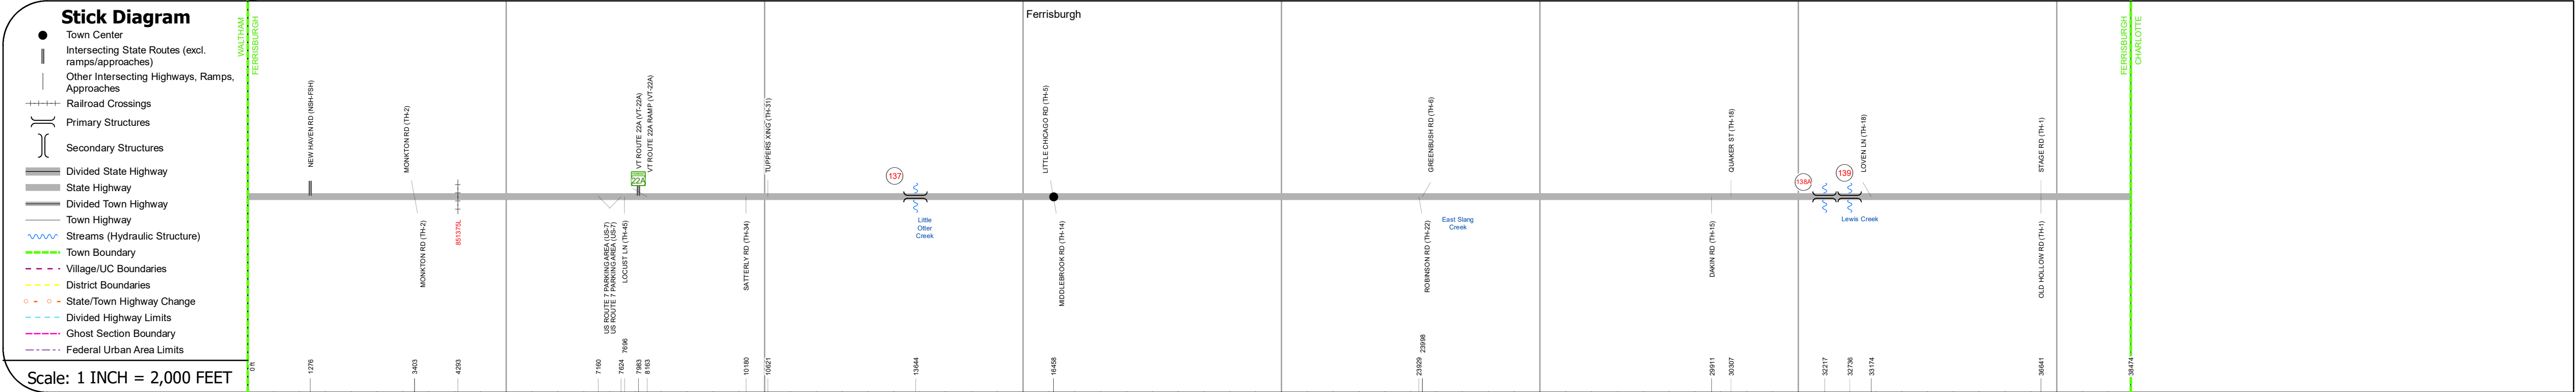 Stick Diagram
Town Center
Intersecting State Routes (excl.
ramps/approaches)
Other Intersecting Highways, Ramps,
Approaches
Railroad Crossings
Primary Structures
Secondary Structures
Divided State Highway
State Highway
Divided Town Highway
Town Highway
Streams (Hydraulic Structure)
Town Boundary
Village/UC Boundaries
District Boundaries
State/Town Highway Change
Divided Highway Limits
Ghost Section Boundary
Federal Urban Area Limits
Scale: 1 INCH = 2,000 FEET
WALTHAM
FERRISBURGH
Ferrisburgh
FERRISBURGH
CHARLOTTE
NEW HAVEN RD (NSH-FSH)
MONKTON RD (TH-2)
VT ROUTE 22A (VT-22A)
VT ROUTE 22A RAMP (VT-22A)
TUPPERS XING (TH-31)
LITTLE CHICAGO RD (TH-5)
GREENBUSH RD (TH-6)
QUAKER ST (TH-18)
LOVEN LN (TH-18)
STAGE RD (TH-1)
22A
137
138A
139
MONKTON RD (TH-2)
851375L
US ROUTE 7 PARKING AREA (US-7)
US ROUTE 7 PARKING AREA (US-7)
LOCUST LN (TH-45)
SATTERLY RD (TH-34)
Little
Otter
Creek
MIDDLEBROOK RD (TH-14)
ROBINSON RD (TH-22)
East Slang
Creek
DAKIN RD (TH-15)
Lewis Creek
OLD HOLLOW RD (TH-1)
0 ft
1276
3403
4293
7160
7624
7696
7983
8163
10180
10621
13644
16458
23929
23998
29911
30307
32217
32736
33174
36641
38474